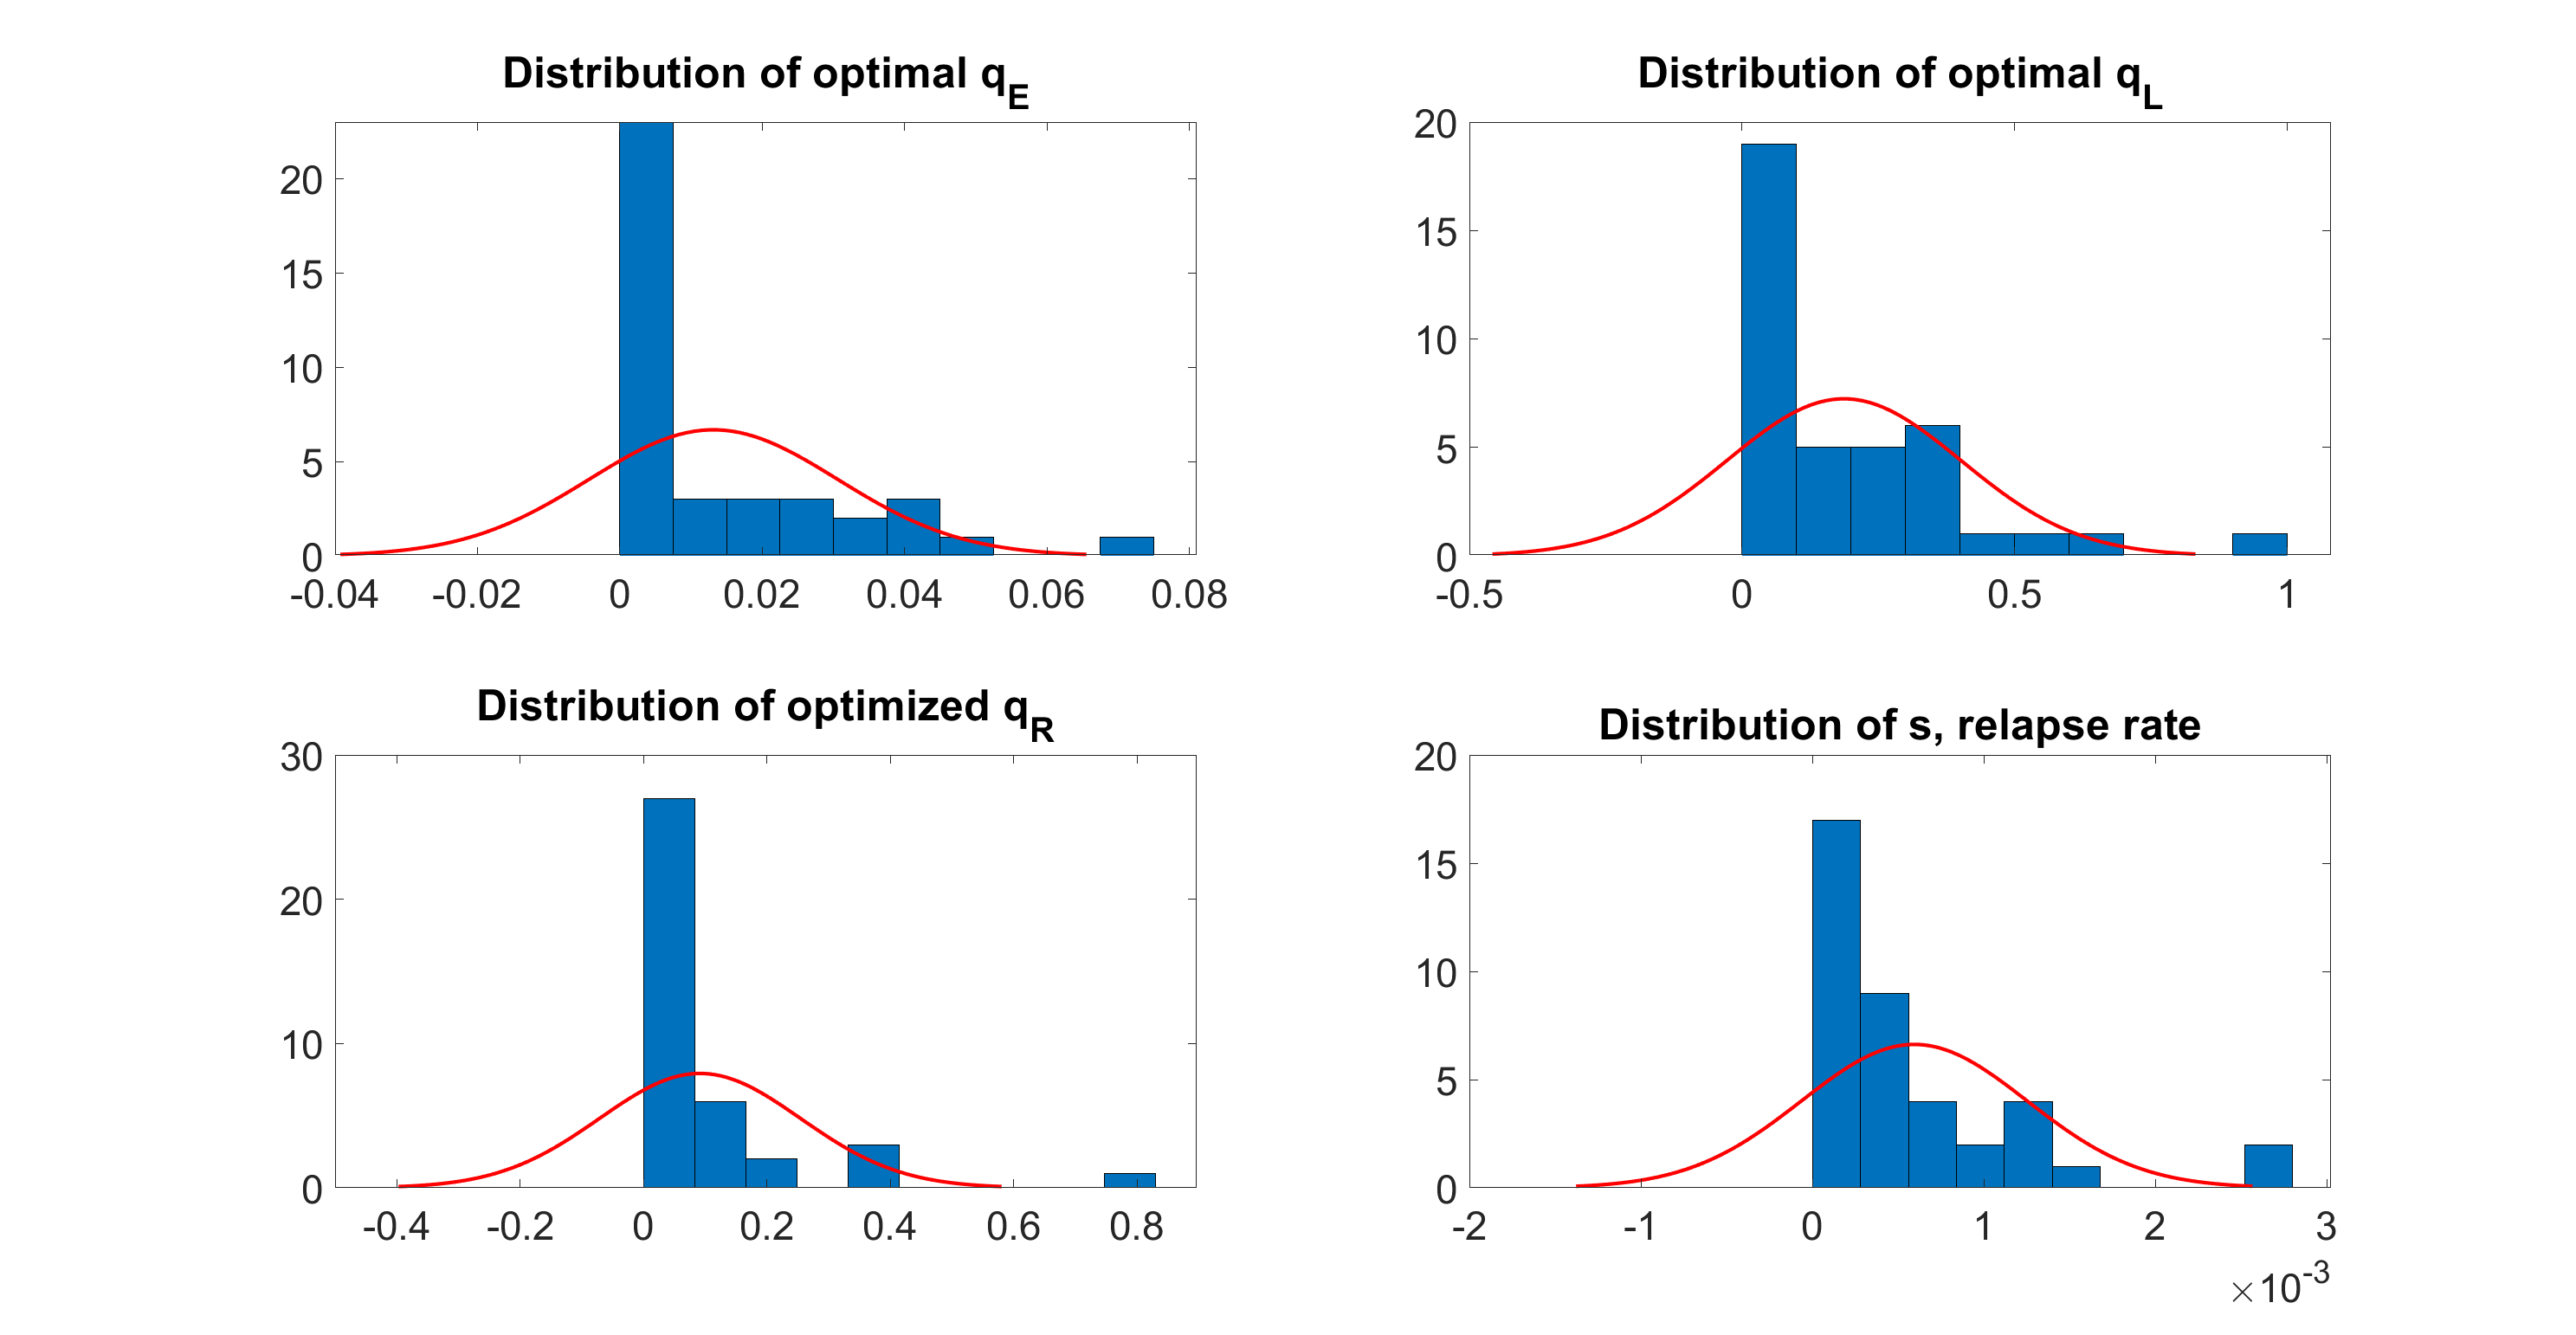 Distribution of optimal q_E
20
15
10
5
0
-0.04 -0.02 0 0.02 0.04 0.06 0.08
Distribution of optimal q_L
20
15
10
5
0
-0.5 0 0.5 1
Distribution of optimized q_R
30
20
10
0
-0.4 -0.2 0 0.2 0.4 0.6 0.8
Distribution of s, relapse rate
20
15
10
5
0
-2 -1 0 1 2 3
×10^-3